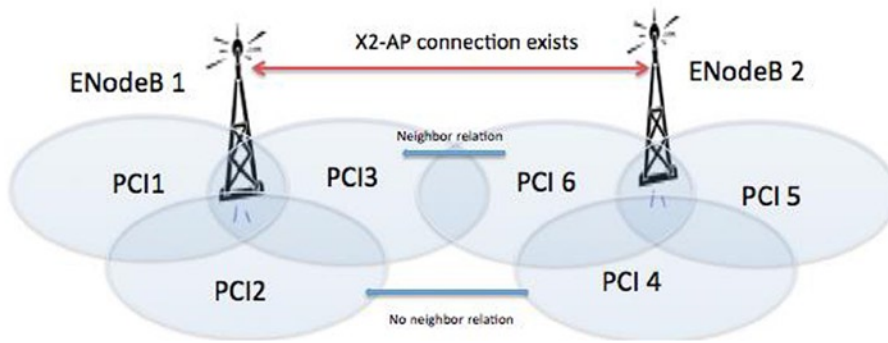 X2-AP connection exists
ENodeB 1
ENodeB 2
Neighbor relation
PCI1
PCI3
PCI 6
PCI 5
PCI2
PCI 4
No neighbor relation